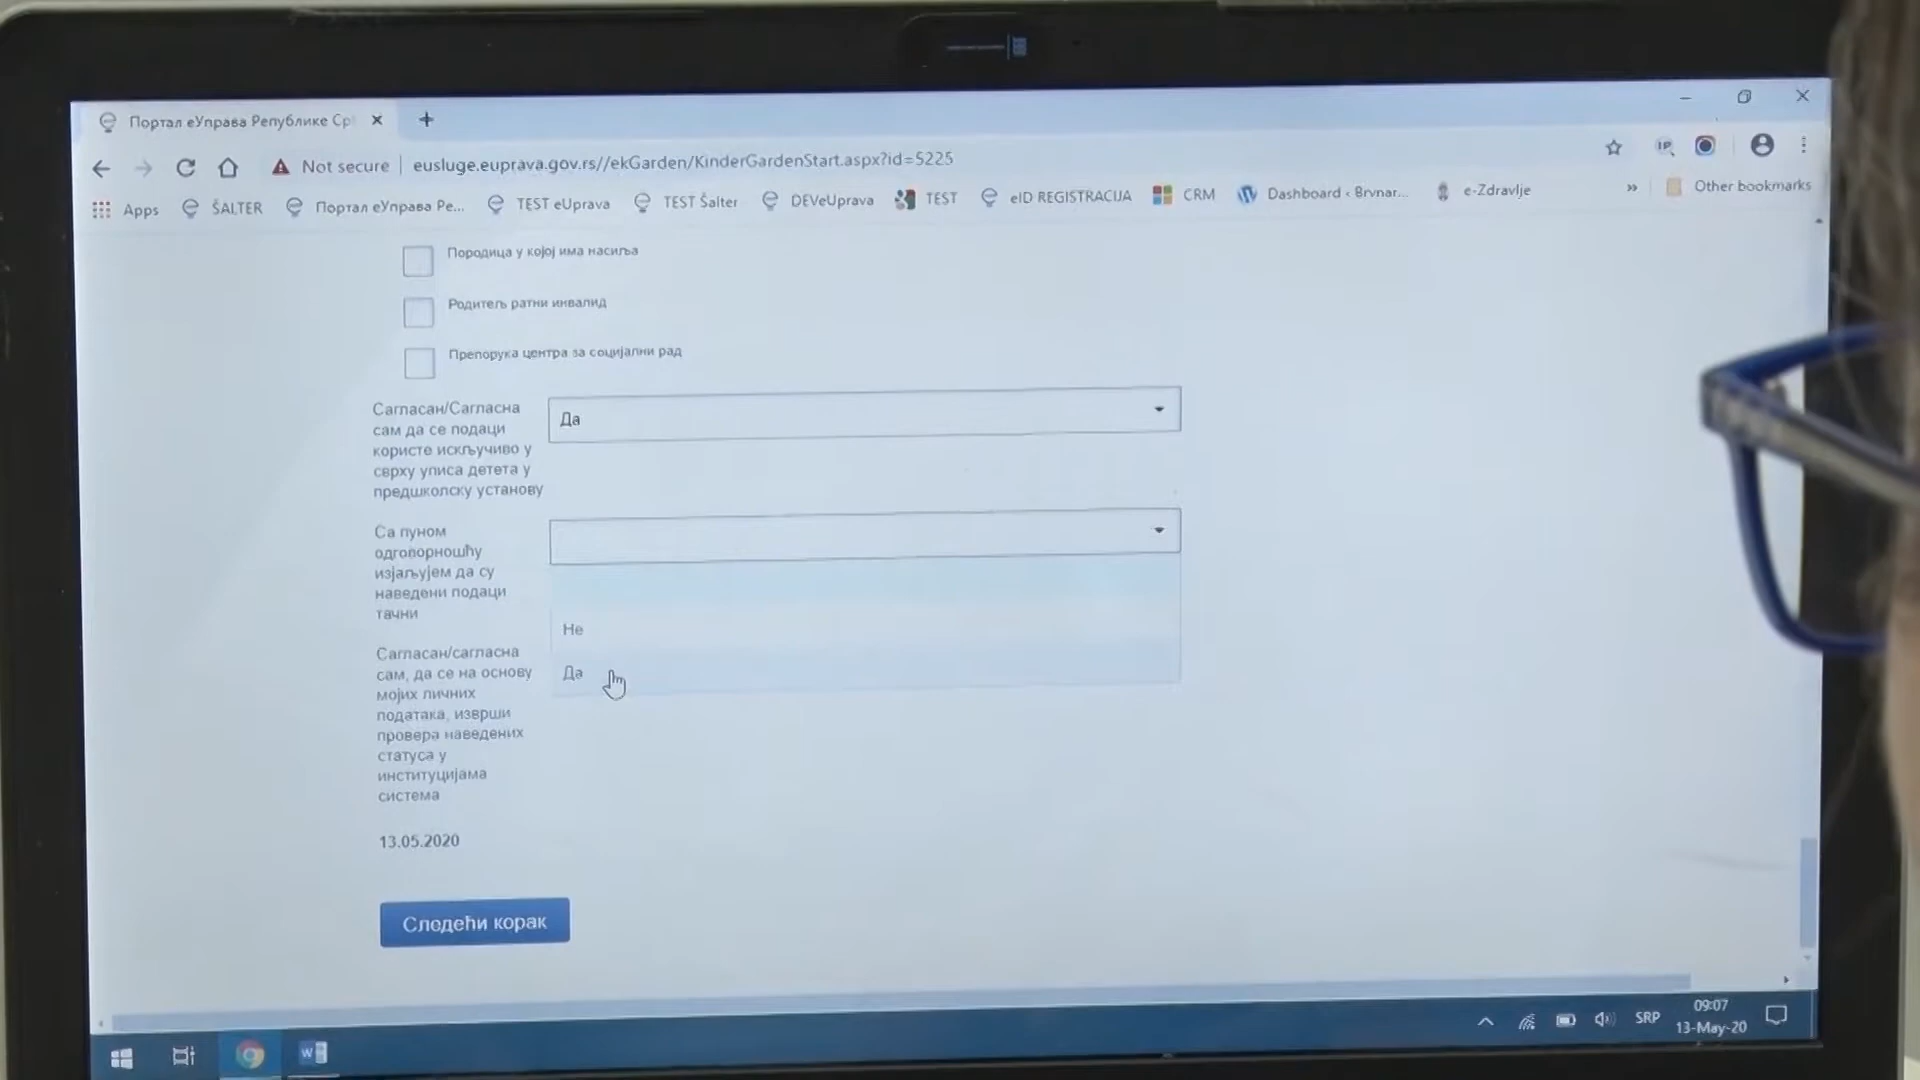 Портал еУправа Републике Ср
Not secure
eusluge.euprava.gov.rs//ekGarden/KinderGardenStart.aspx?id=5225
Apps
ŠALTER
Портал еУправа Ре...
TEST eUprava
TEST Šalter
DEVeUprava
TEST
eID REGISTRACIJA
CRM
Dashboard ‹ Brvnar...
e-Zdravlje
»
Other bookmarks
Породица у којој има насиља
Родитељ ратни инвалид
Препорука центра за социјални рад
Сагласан/Сагласна
сам да се подаци
користе искључиво у
сврху уписа детета у
предшколску установу
Да
Са пуном
одговорношћу
изјаљујем да су
наведени подаци
тачни
Не
Да
Сагласан/сагласна
сам, да се на основу
мојих личних
података, изврши
провера наведених
статуса у
институцијама
система
13.05.2020
Следећи корак
SRP
09:07
13-May-20